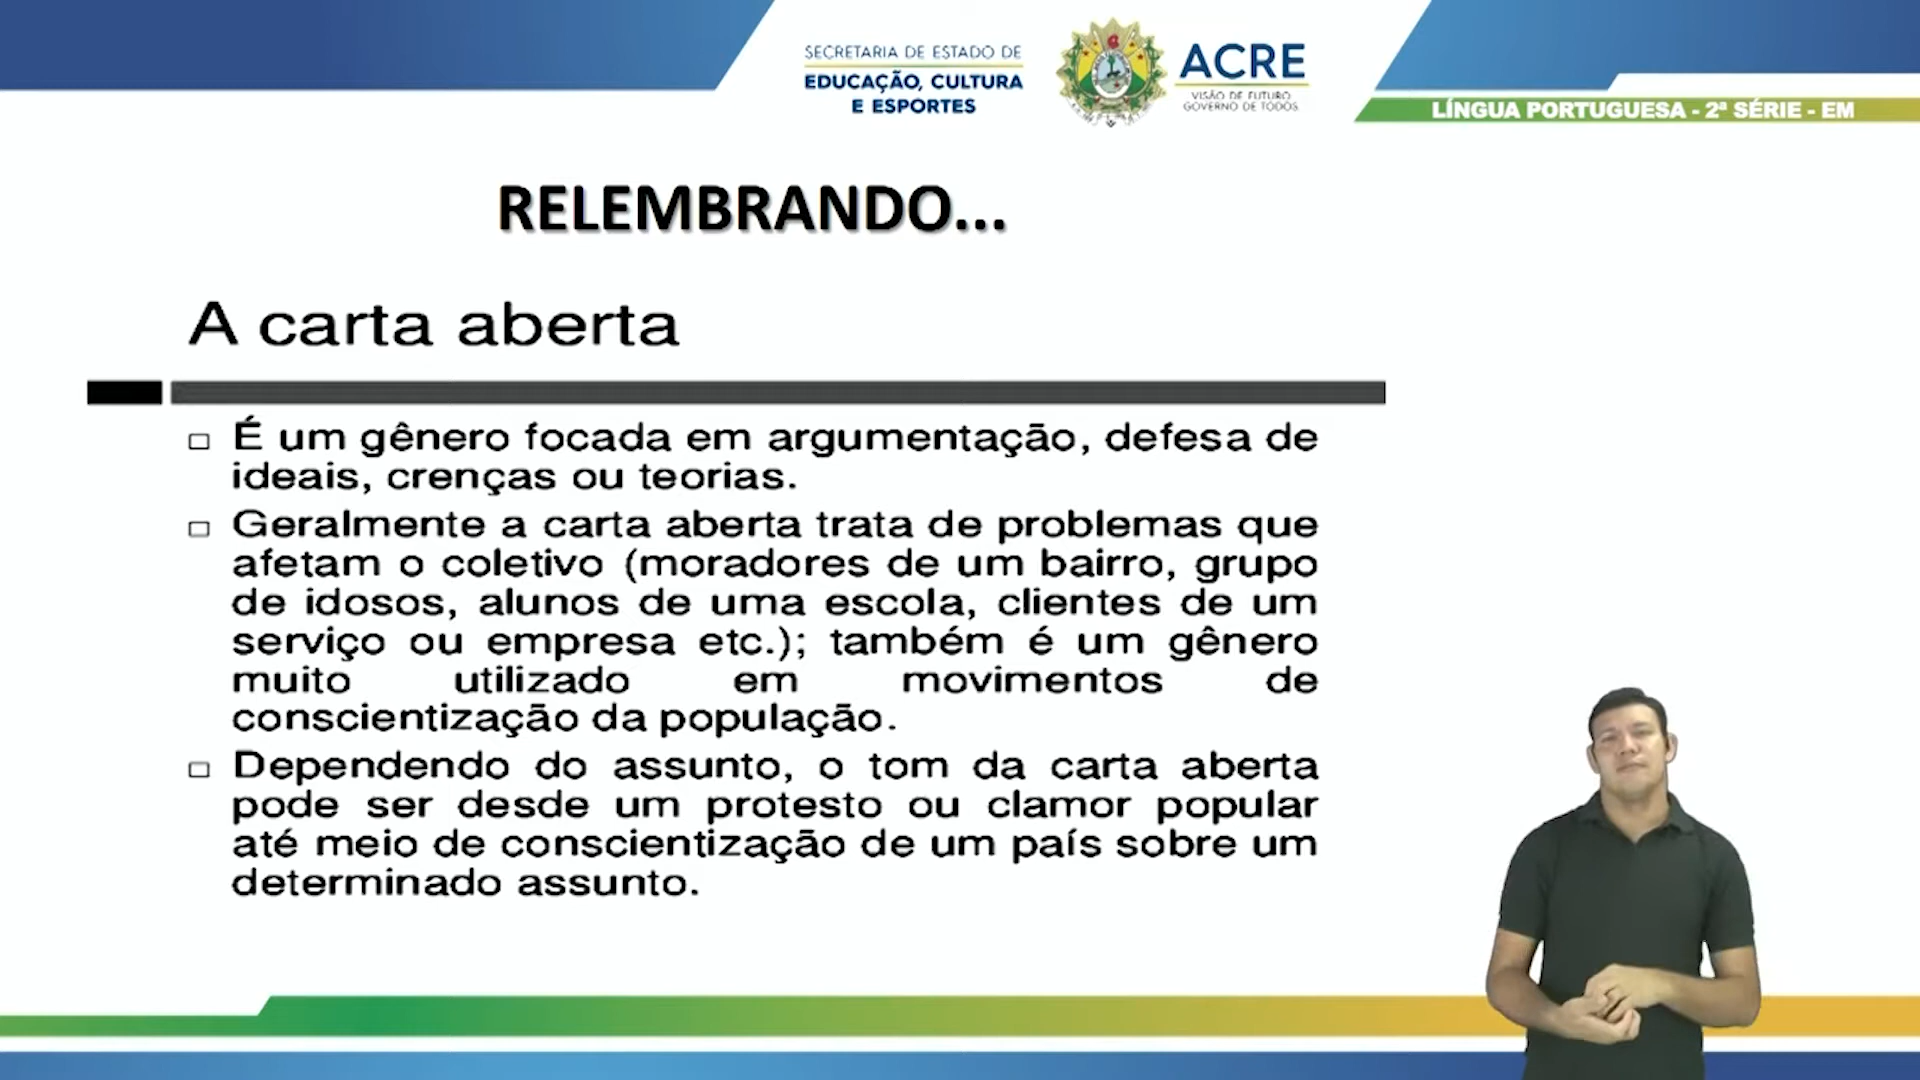 SECRETARIA DE ESTADO DE
EDUCAÇÃO, CULTURA
E ESPORTES
ACRE
VISÃO DE FUTURO
GOVERNO DE TODOS
LÍNGUA PORTUGUESA - 2ª SÉRIE - EM
RELEMBRANDO...
A carta aberta
É um gênero focada em argumentação, defesa de
ideais, crenças ou teorias.
Geralmente a carta aberta trata de problemas que
afetam o coletivo (moradores de um bairro, grupo
de idosos, alunos de uma escola, clientes de um
serviço ou empresa etc.); também é um gênero
muito utilizado em movimentos de
conscientização da população.
Dependendo do assunto, o tom da carta aberta
pode ser desde um protesto ou clamor popular
até meio de conscientização de um país sobre um
determinado assunto.